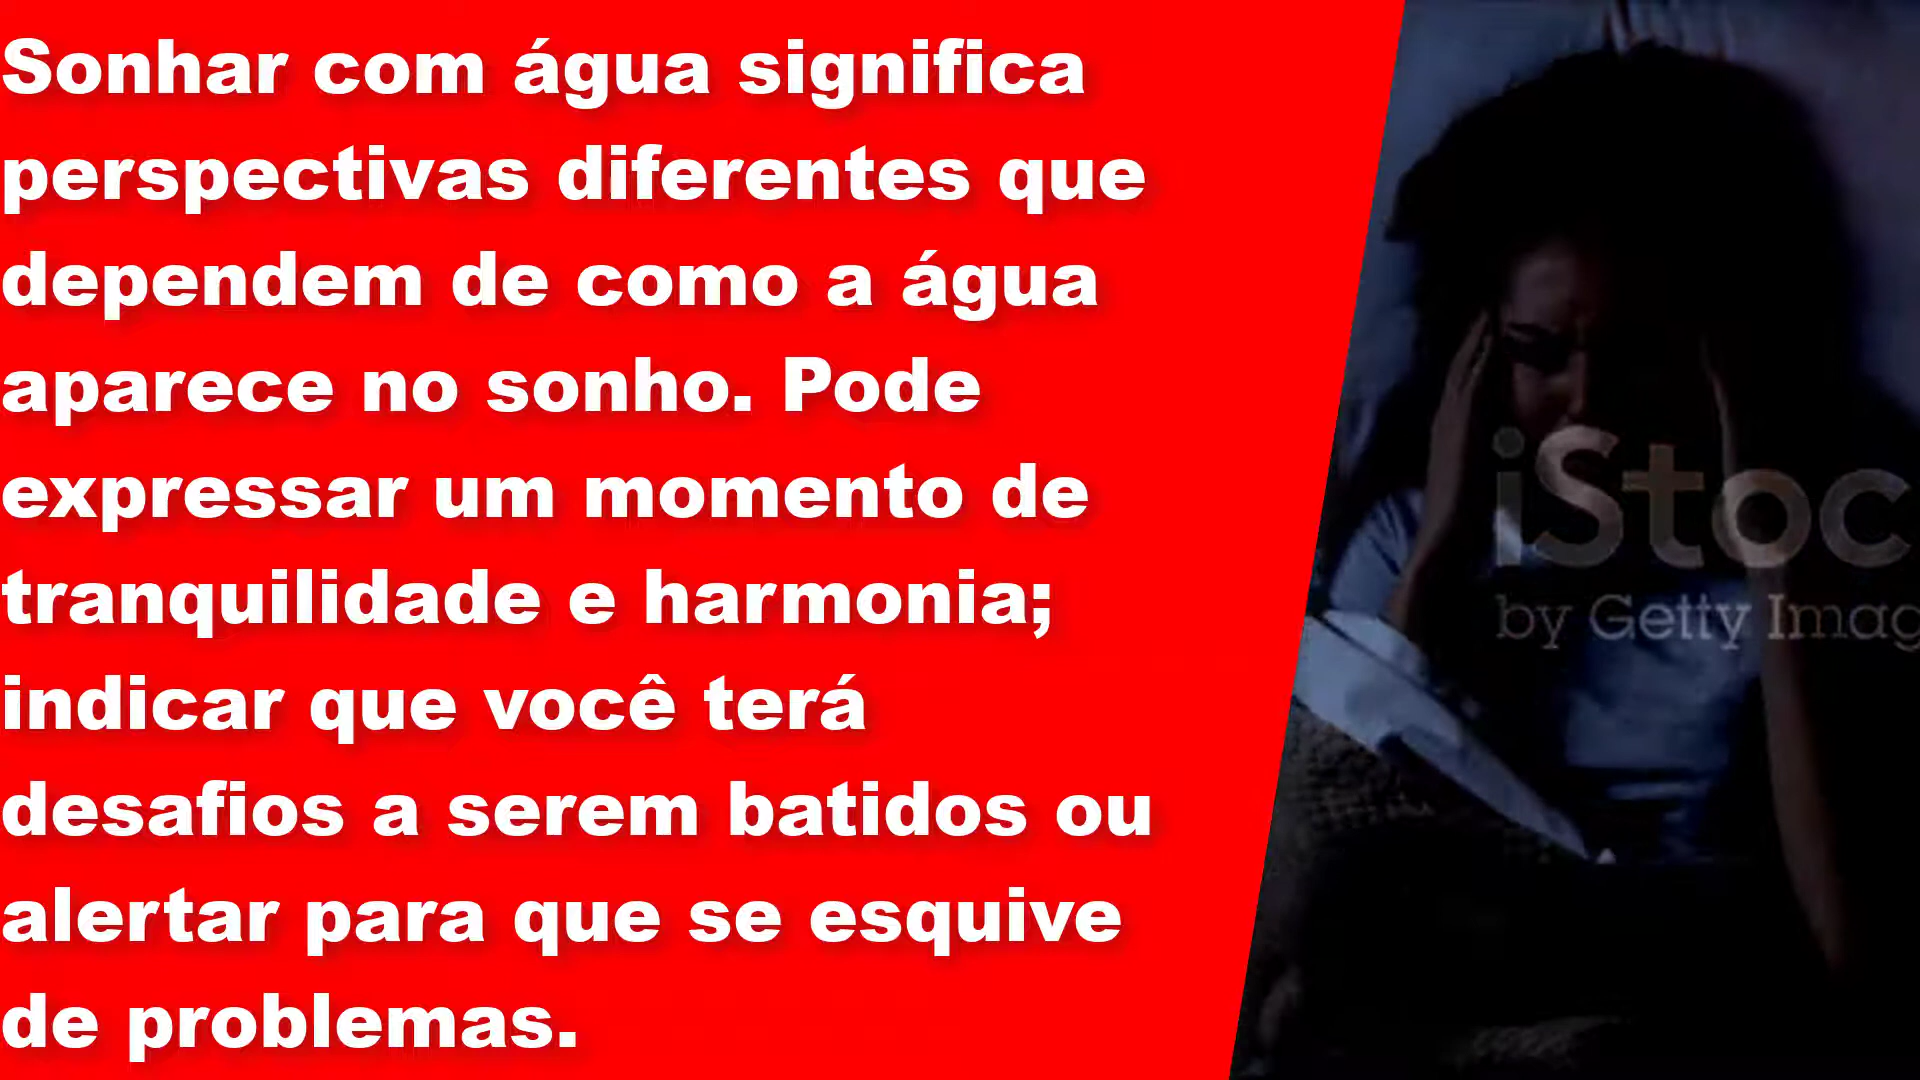 Sonhar com água significa
perspectivas diferentes que
dependem de como a água
aparece no sonho. Pode
expressar um momento de
tranquilidade e harmonia;
indicar que você terá
desafios a serem batidos ou
alertar para que se esquive
de problemas.
iStoc
by Getty Imag